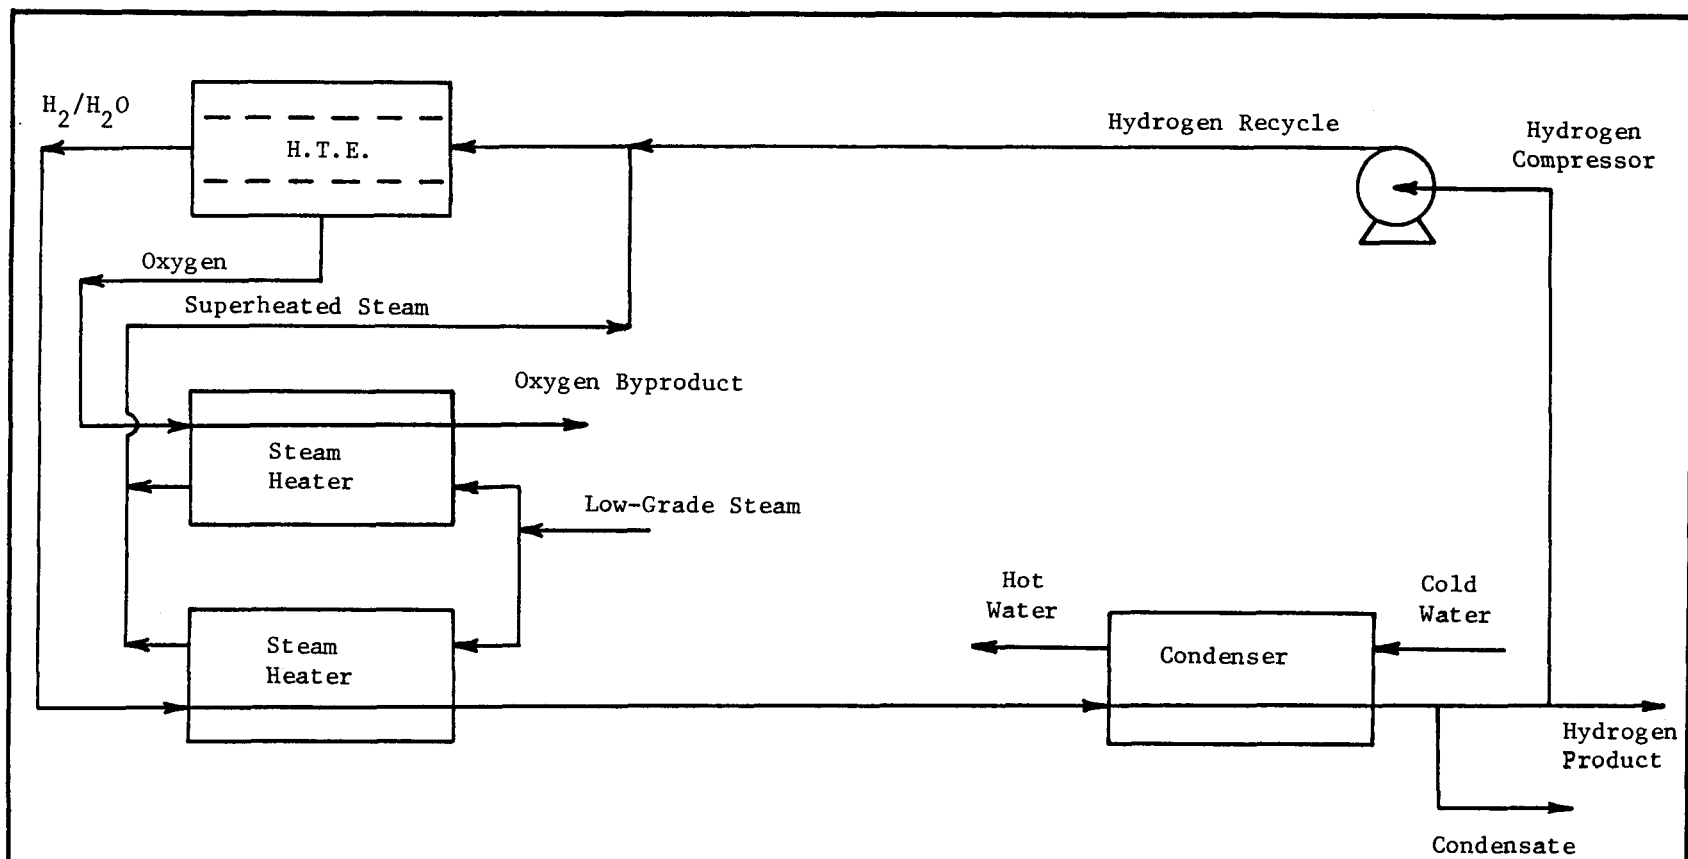 H2/H2O
H.T.E.
Hydrogen Recycle
Hydrogen
Compressor
Oxygen
Superheated Steam
Oxygen Byproduct
Steam
Heater
Low-Grade Steam
Steam
Heater
Hot
Water
Condenser
Cold
Water
Hydrogen
Product
Condensate